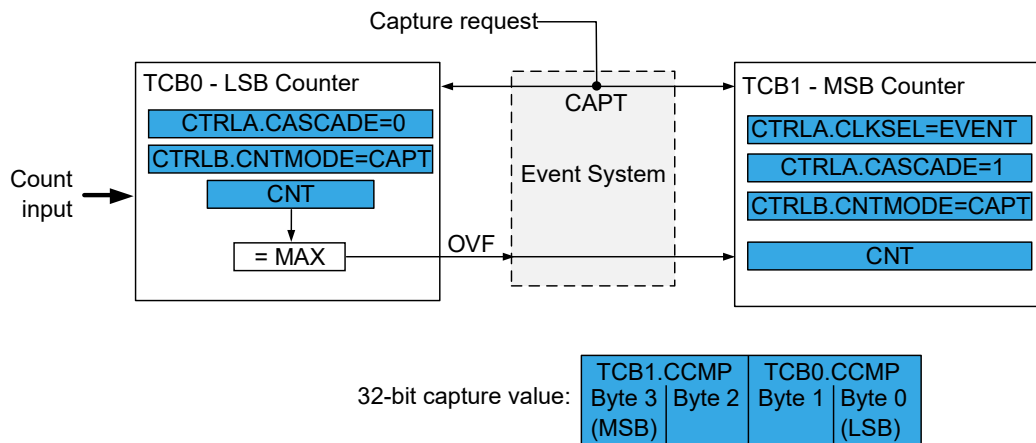 Capture request
TCB0 - LSB Counter
CTRLA.CASCADE=0
CTRLB.CNTMODE=CAPT
CNT
= MAX
Count
input
OVF
CAPT
Event System
TCB1 - MSB Counter
CTRLA.CLKSEL=EVENT
CTRLA.CASCADE=1
CTRLB.CNTMODE=CAPT
CNT
32-bit capture value:
TCB1.CCMP TCB0.CCMP
Byte 3 Byte 2 Byte 1 Byte 0
(MSB) (LSB)